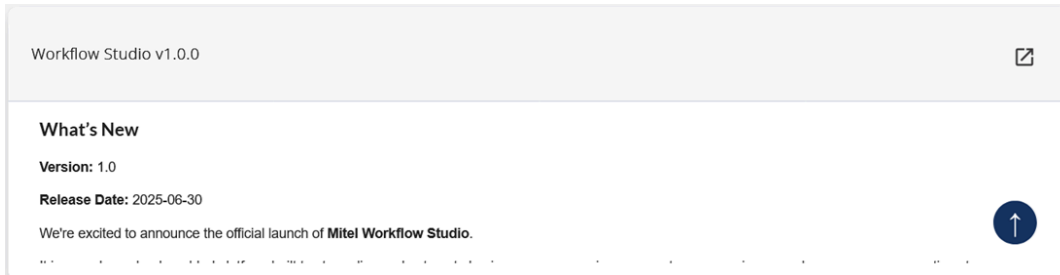 Workflow Studio v1.0.0
What's New
Version: 1.0
Release Date: 2025-06-30
We're excited to announce the official launch of Mitel Workflow Studio.